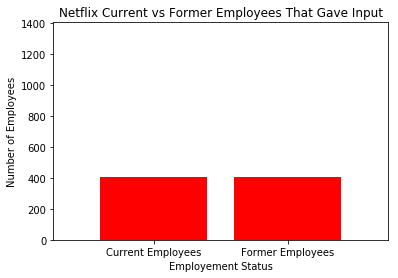 Netflix Current vs Former Employees That Gave Input
Number of Employees
1400
1200
1000
800
600
400
200
0
Current Employees
Former Employees
Employement Status